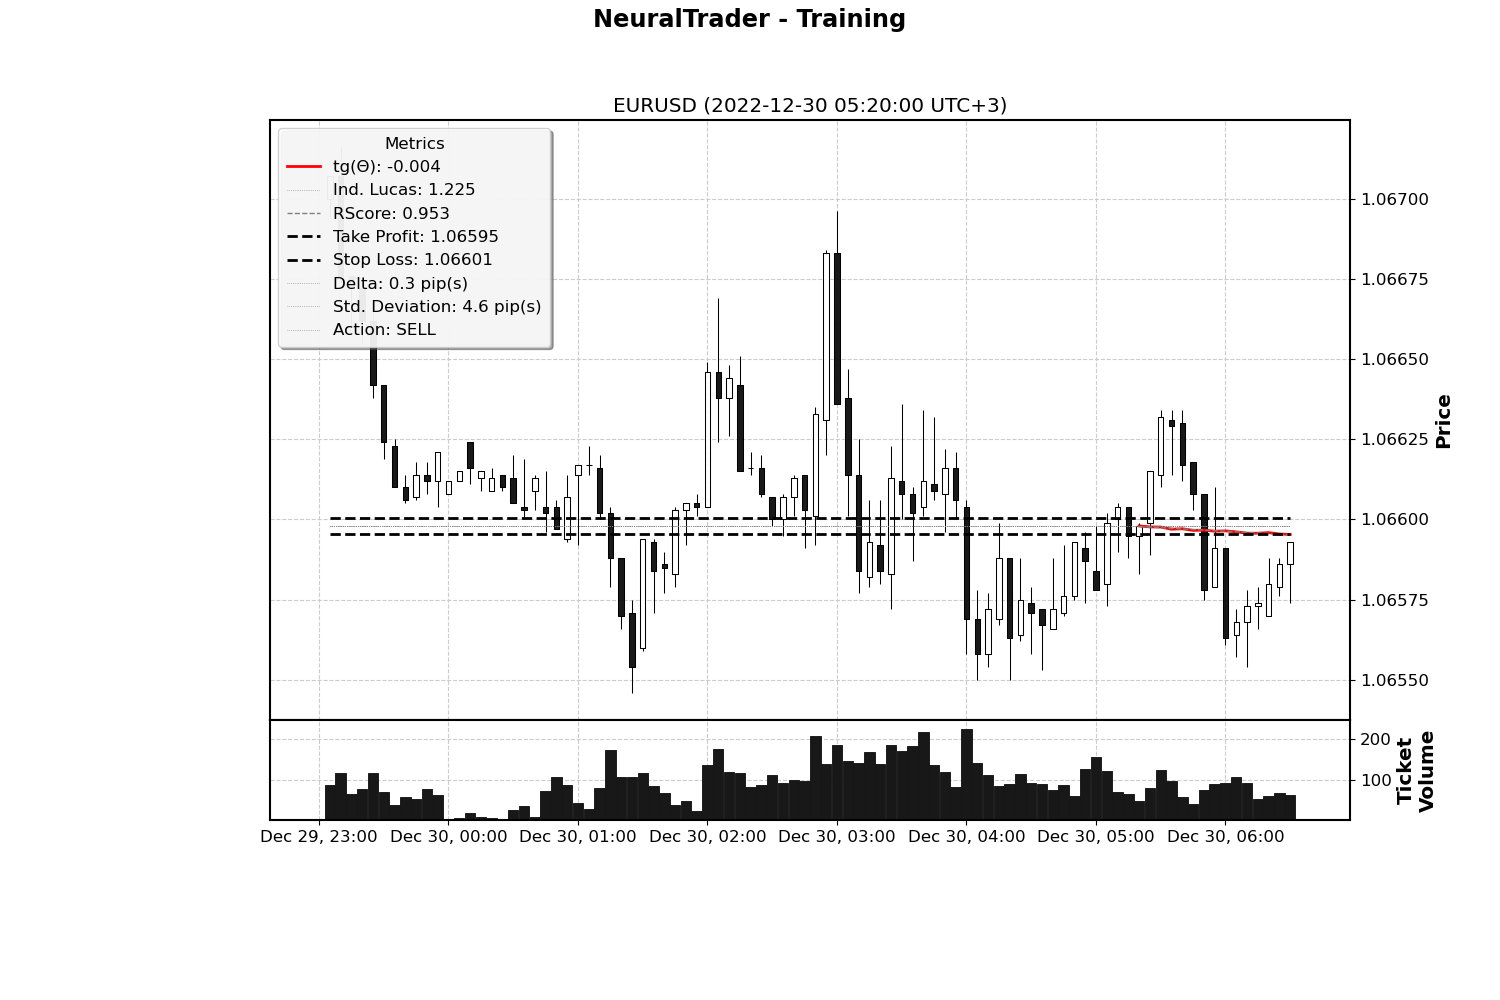 NeuralTrader - Training
EURUSD (2022-12-30 05:20:00 UTC+3)
Metrics
tg(Θ): -0.004
Ind. Lucas: 1.225
RScore: 0.953
Take Profit: 1.06595
Stop Loss: 1.06601
Delta: 0.3 pip(s)
Std. Deviation: 4.6 pip(s)
Action: SELL
1.06700
1.06675
1.06650
1.06625
1.06600
1.06575
1.06550
Price
200
100
Ticket
Volume
Dec 29, 23:00
Dec 30, 00:00
Dec 30, 01:00
Dec 30, 02:00
Dec 30, 03:00
Dec 30, 04:00
Dec 30, 05:00
Dec 30, 06:00